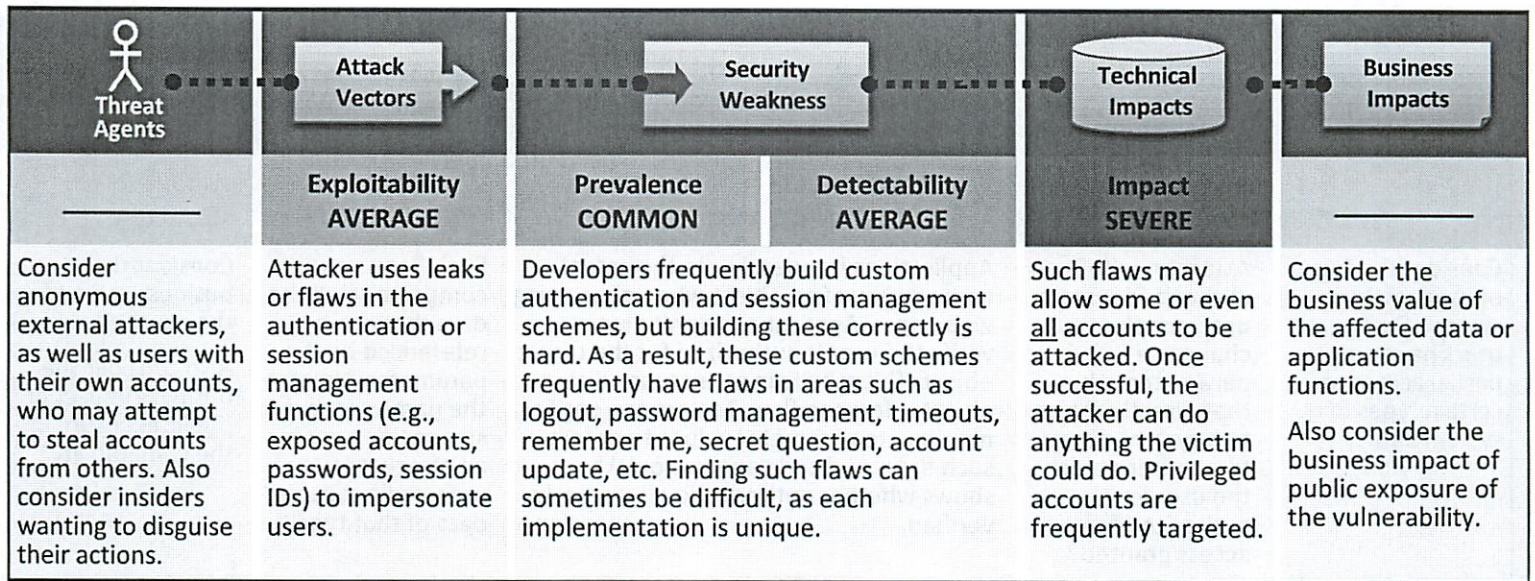 Threat
Agents
Attack
Vectors
Security
Weakness
Technical
Impacts
Business
Impacts
Exploitability
AVERAGE
Prevalence
COMMON
Detectability
AVERAGE
Impact
SEVERE
Consider
anonymous
external attackers,
as well as users with
their own accounts,
who may attempt
to steal accounts
from others. Also
consider insiders
wanting to disguise
their actions.
Attacker uses leaks
or flaws in the
authentication or
session
management
functions (e.g.,
exposed accounts,
passwords, session
IDs) to impersonate
users.
Developers frequently build custom
authentication and session management
schemes, but building these correctly is
hard. As a result, these custom schemes
frequently have flaws in areas such as
logout, password management, timeouts,
remember me, secret question, account
update, etc. Finding such flaws can
sometimes be difficult, as each
implementation is unique.
Such flaws may
allow some or even
all accounts to be
attacked. Once
successful, the
attacker can do
anything the victim
could do. Privileged
accounts are
frequently targeted.
Consider the
business value of
the affected data or
application
functions.
Also consider the
business impact of
public exposure of
the vulnerability.